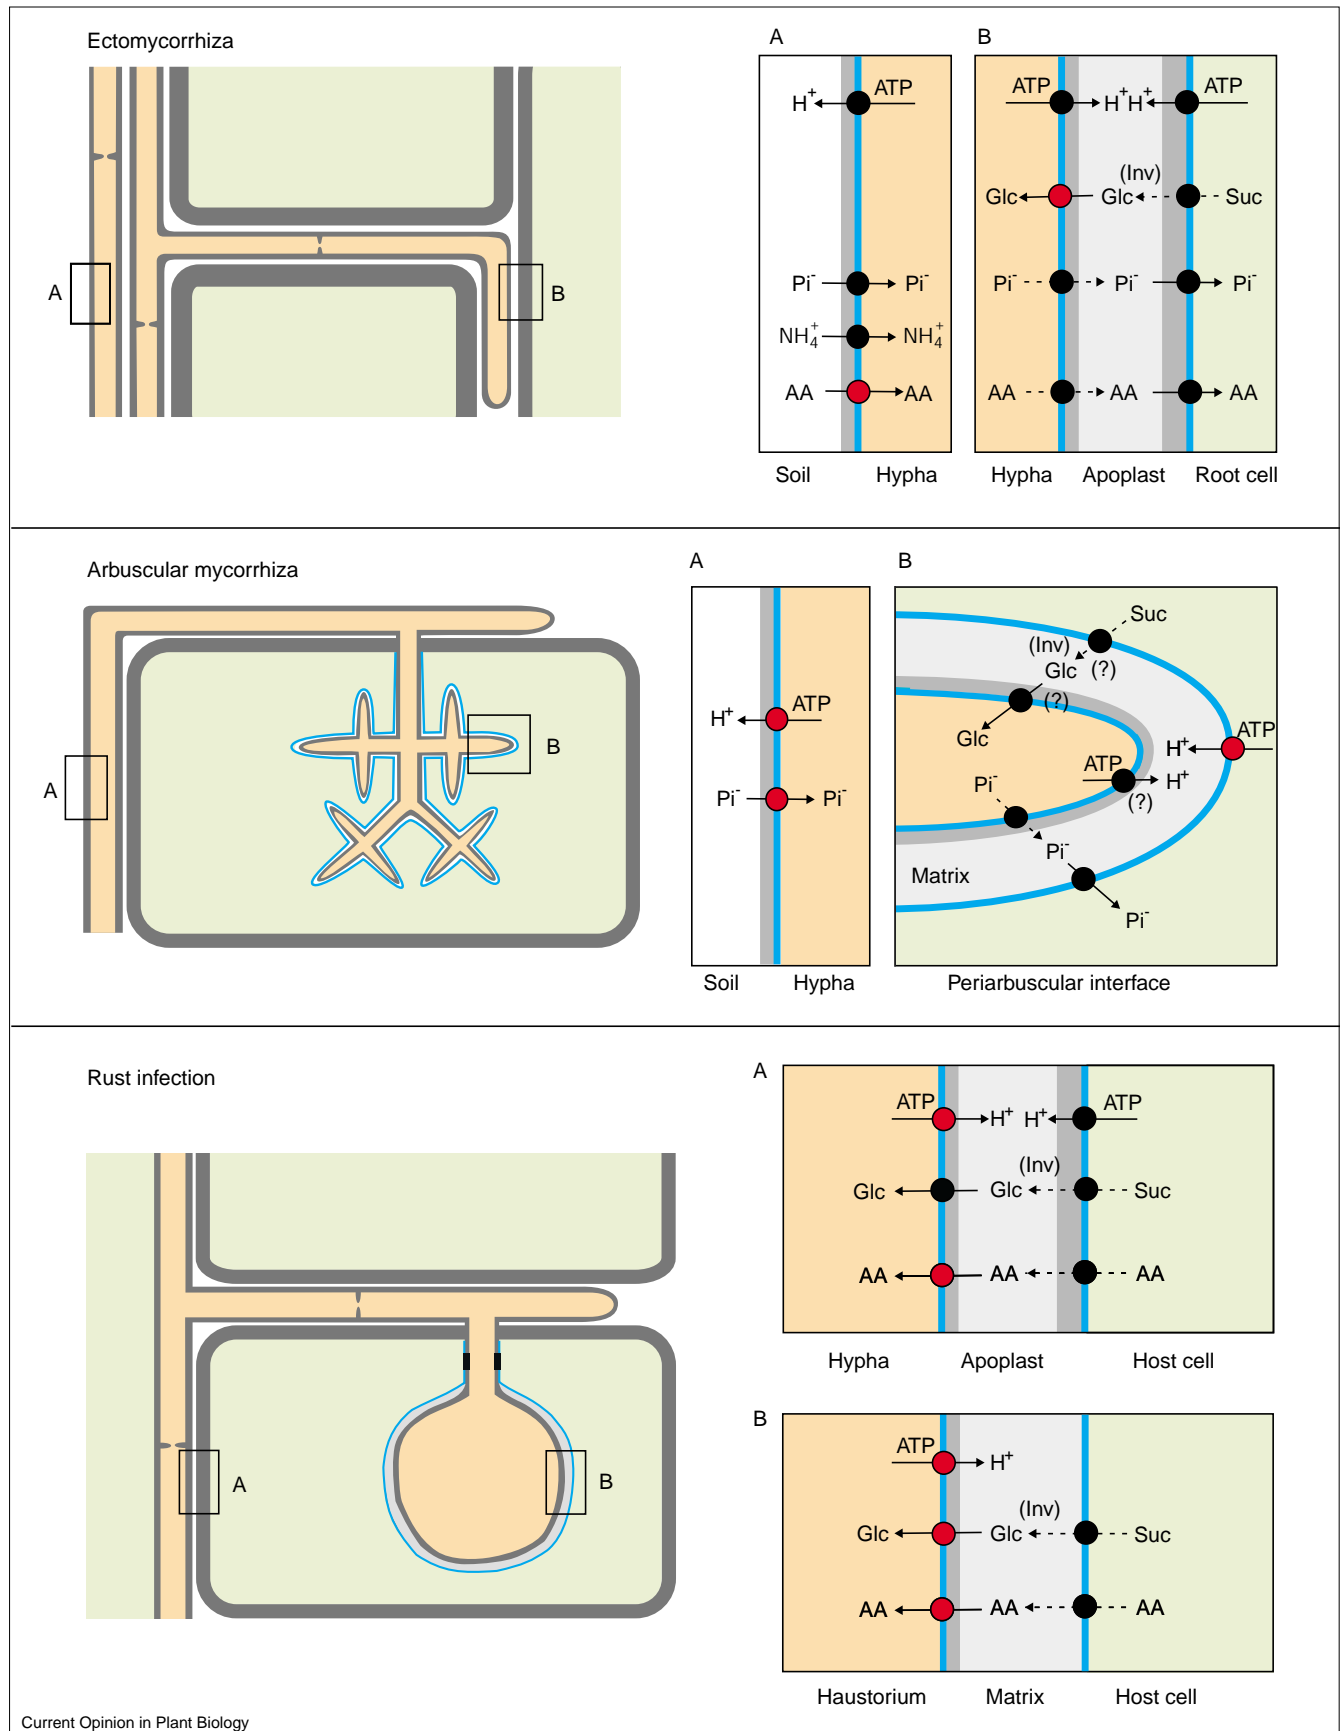 Ectomycorrhiza
A
B
A
H+ ATP
Pi- Pi-
NH4+ NH4+
AA AA
Soil Hypha
B
ATP H+ H+ ATP
(Inv)
Glc Glc Suc
Pi- Pi- Pi-
AA AA AA
Hypha Apoplast Root cell
Arbuscular mycorrhiza
A
B
A
H+ ATP
Pi- Pi-
Soil Hypha
B
Suc
(Inv)
Glc (?)
(?)
Glc
ATP
H+
ATP
H+
(?)
Pi-
Pi-
Matrix
Pi-
Periarbuscular interface
Rust infection
A
B
A
ATP H+ H+ ATP
(Inv)
Glc Glc Suc
AA AA AA
Hypha Apoplast Host cell
B
ATP H+
(Inv)
Glc Glc Suc
AA AA AA
Haustorium Matrix Host cell
Current Opinion in Plant Biology